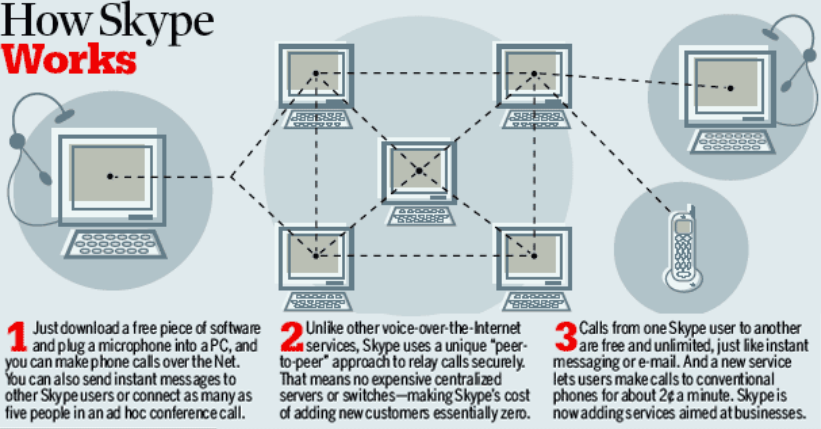 How Skype
Works
1 Just download a free piece of software
and plug a microphone into a PC, and
you can make phone calls over the Net.
You can also send instant messages to
other Skype users or connect as many as
five people in an ad hoc conference call.
2 Unlike other voice-over-the-Internet
services, Skype uses a unique “peer-
to-peer” approach to relay calls securely.
That means no expensive centralized
servers or switches—making Skype's cost
of adding new customers essentially zero.
3 Calls from one Skype user to another
are free and unlimited, just like instant
messaging or e-mail. And a new service
lets users make calls to conventional
phones for about 2¢ a minute. Skype is
now adding services aimed at businesses.